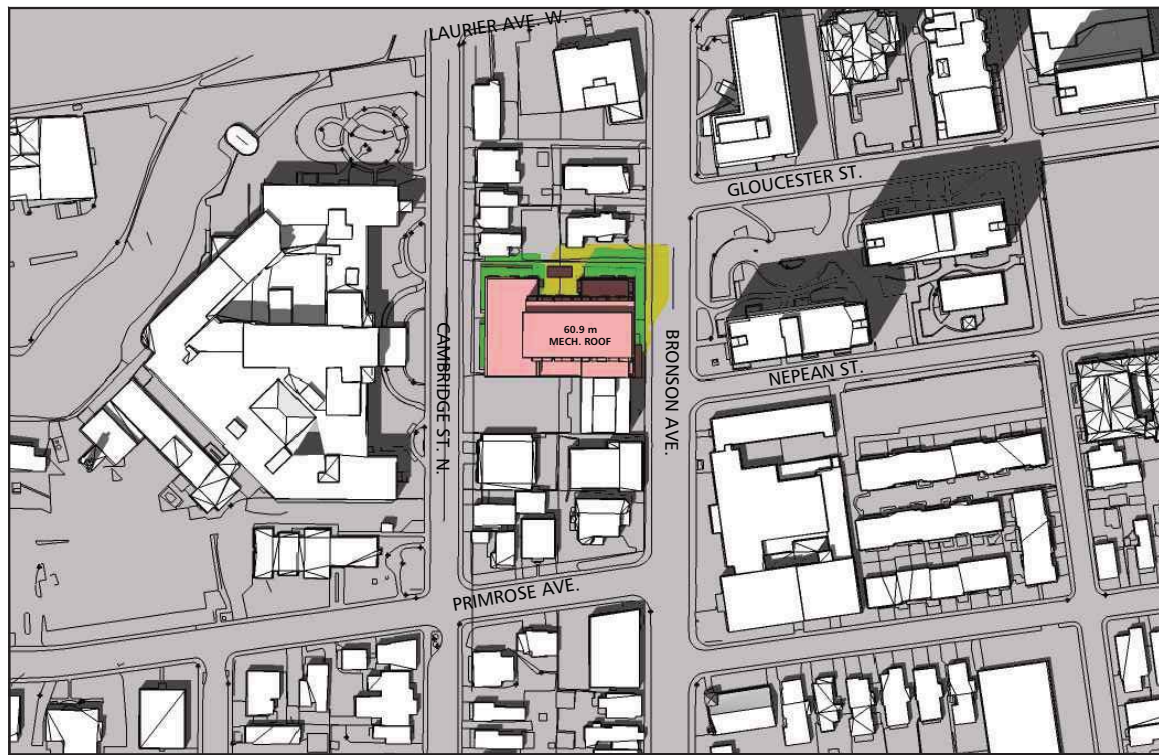 LAURIER AVE. W.
GLOUCESTER ST.
CAMBRIDGE ST. N
60.9 m
MECH. ROOF
BRONSON AVE.
NEPEAN ST.
PRIMROSE AVE.